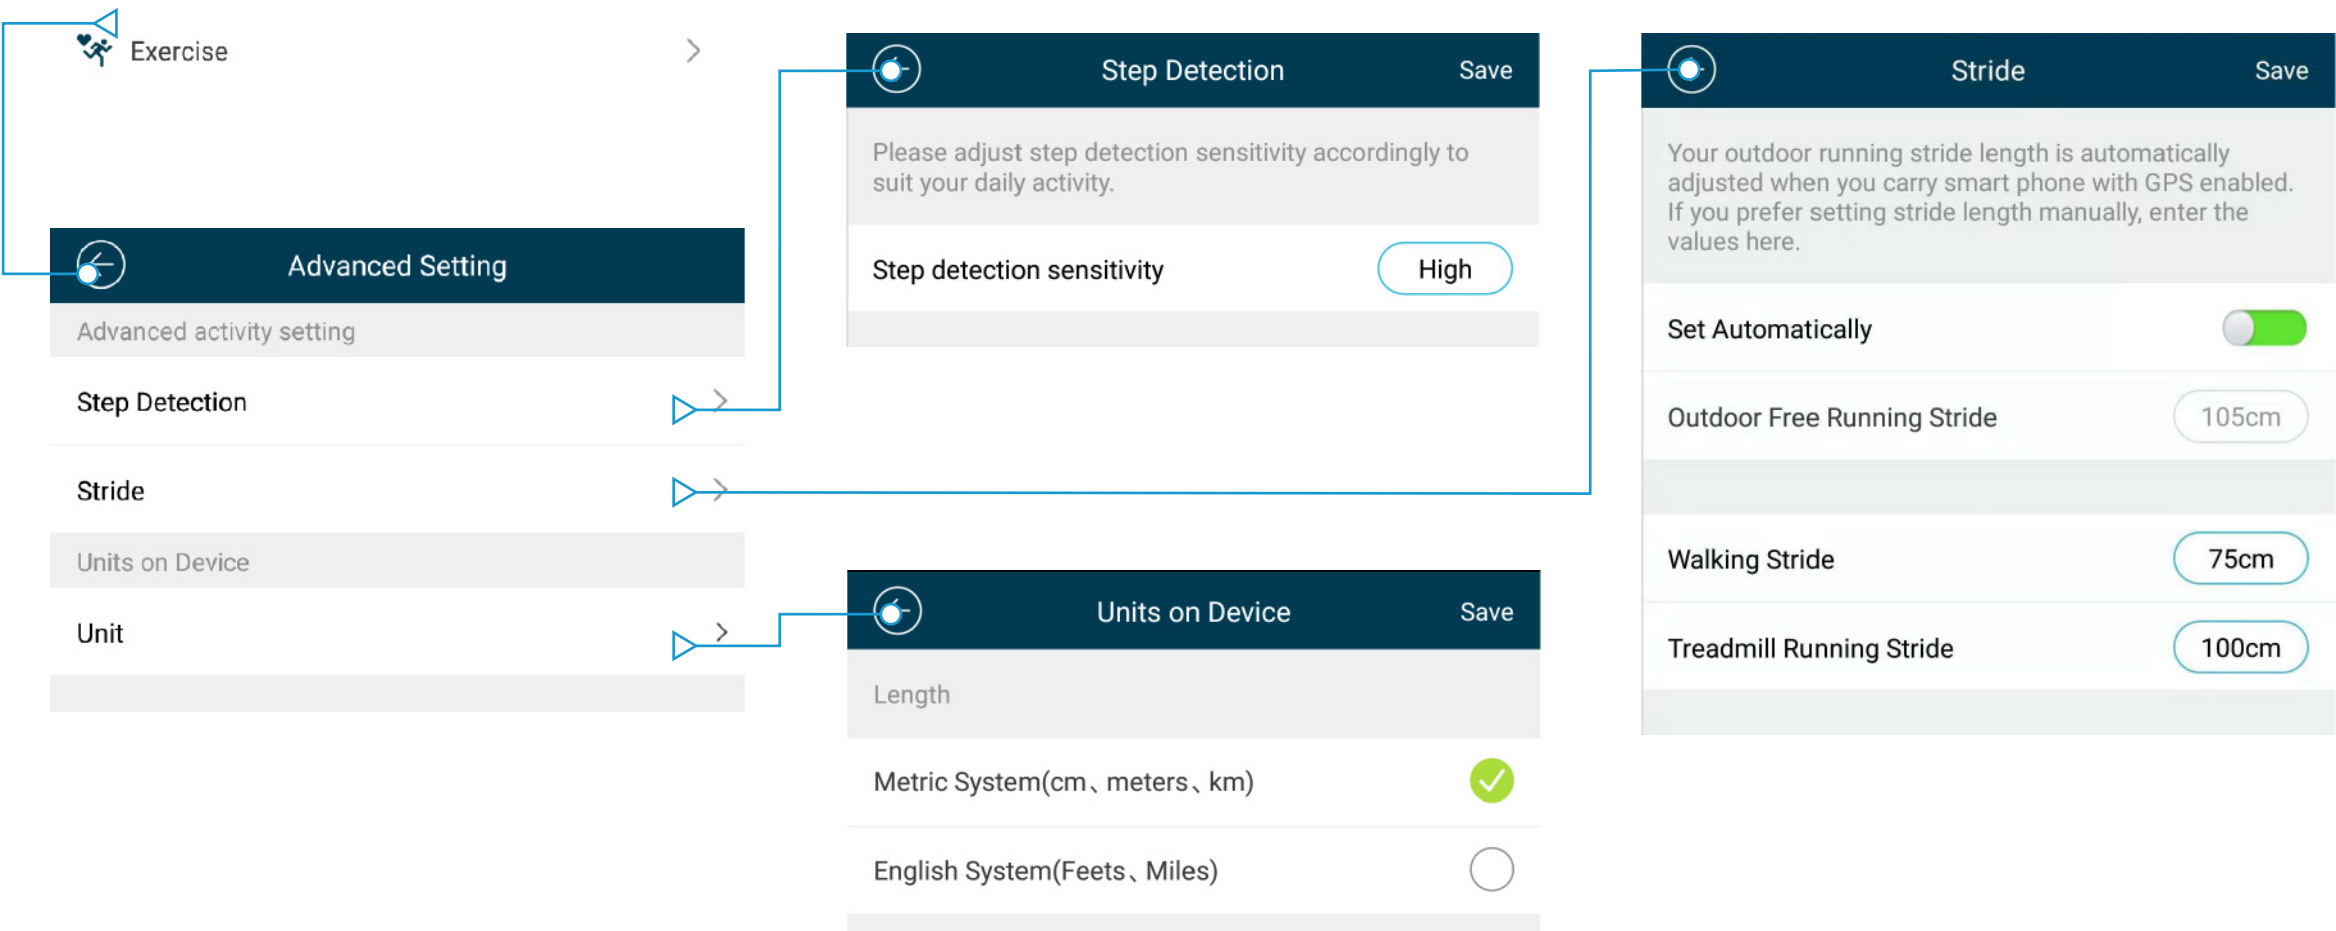 Exercise
Advanced Setting
Advanced activity setting
Step Detection
Stride
Units on Device
Unit
Step Detection
Save
Please adjust step detection sensitivity accordingly to
suit your daily activity.
Step detection sensitivity
High
Units on Device
Save
Length
Metric System(cm、meters、km)
English System(Feets、Miles)
Stride
Save
Your outdoor running stride length is automatically
adjusted when you carry smart phone with GPS enabled.
If you prefer setting stride length manually, enter the
values here.
Set Automatically
Outdoor Free Running Stride
105cm
Walking Stride
75cm
Treadmill Running Stride
100cm